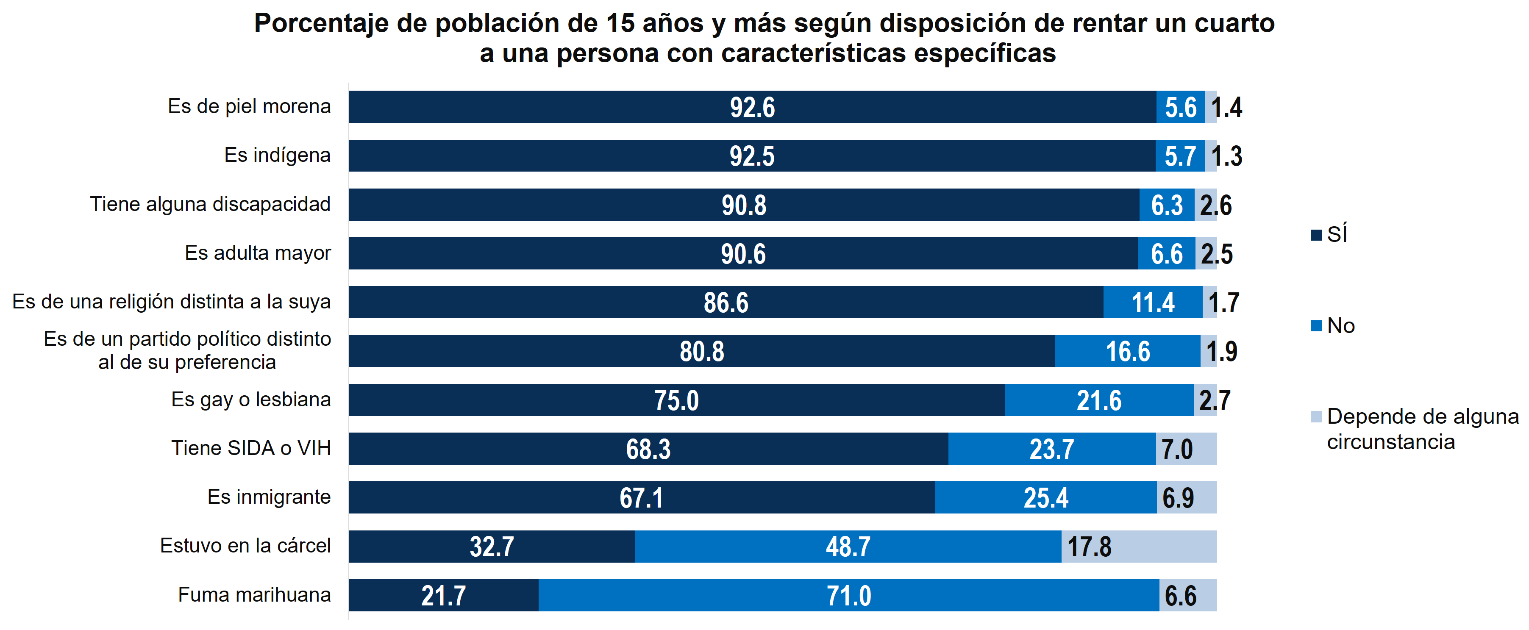 Porcentaje de población de 15 años y más según disposición de rentar un cuarto
a una persona con características específicas
Es de piel morena 92.6 5.6 1.4
Es indígena 92.5 5.7 1.3
Tiene alguna discapacidad 90.8 6.3 2.6
Es adulta mayor 90.6 6.6 2.5
Es de una religión distinta a la suya 86.6 11.4 1.7
Es de un partido político distinto
al de su preferencia 80.8 16.6 1.9
Es gay o lesbiana 75.0 21.6 2.7
Tiene SIDA o VIH 68.3 23.7 7.0
Es inmigrante 67.1 25.4 6.9
Estuvo en la cárcel 32.7 48.7 17.8
Fuma marihuana 21.7 71.0 6.6
SÍ
No
Depende de alguna
circunstancia